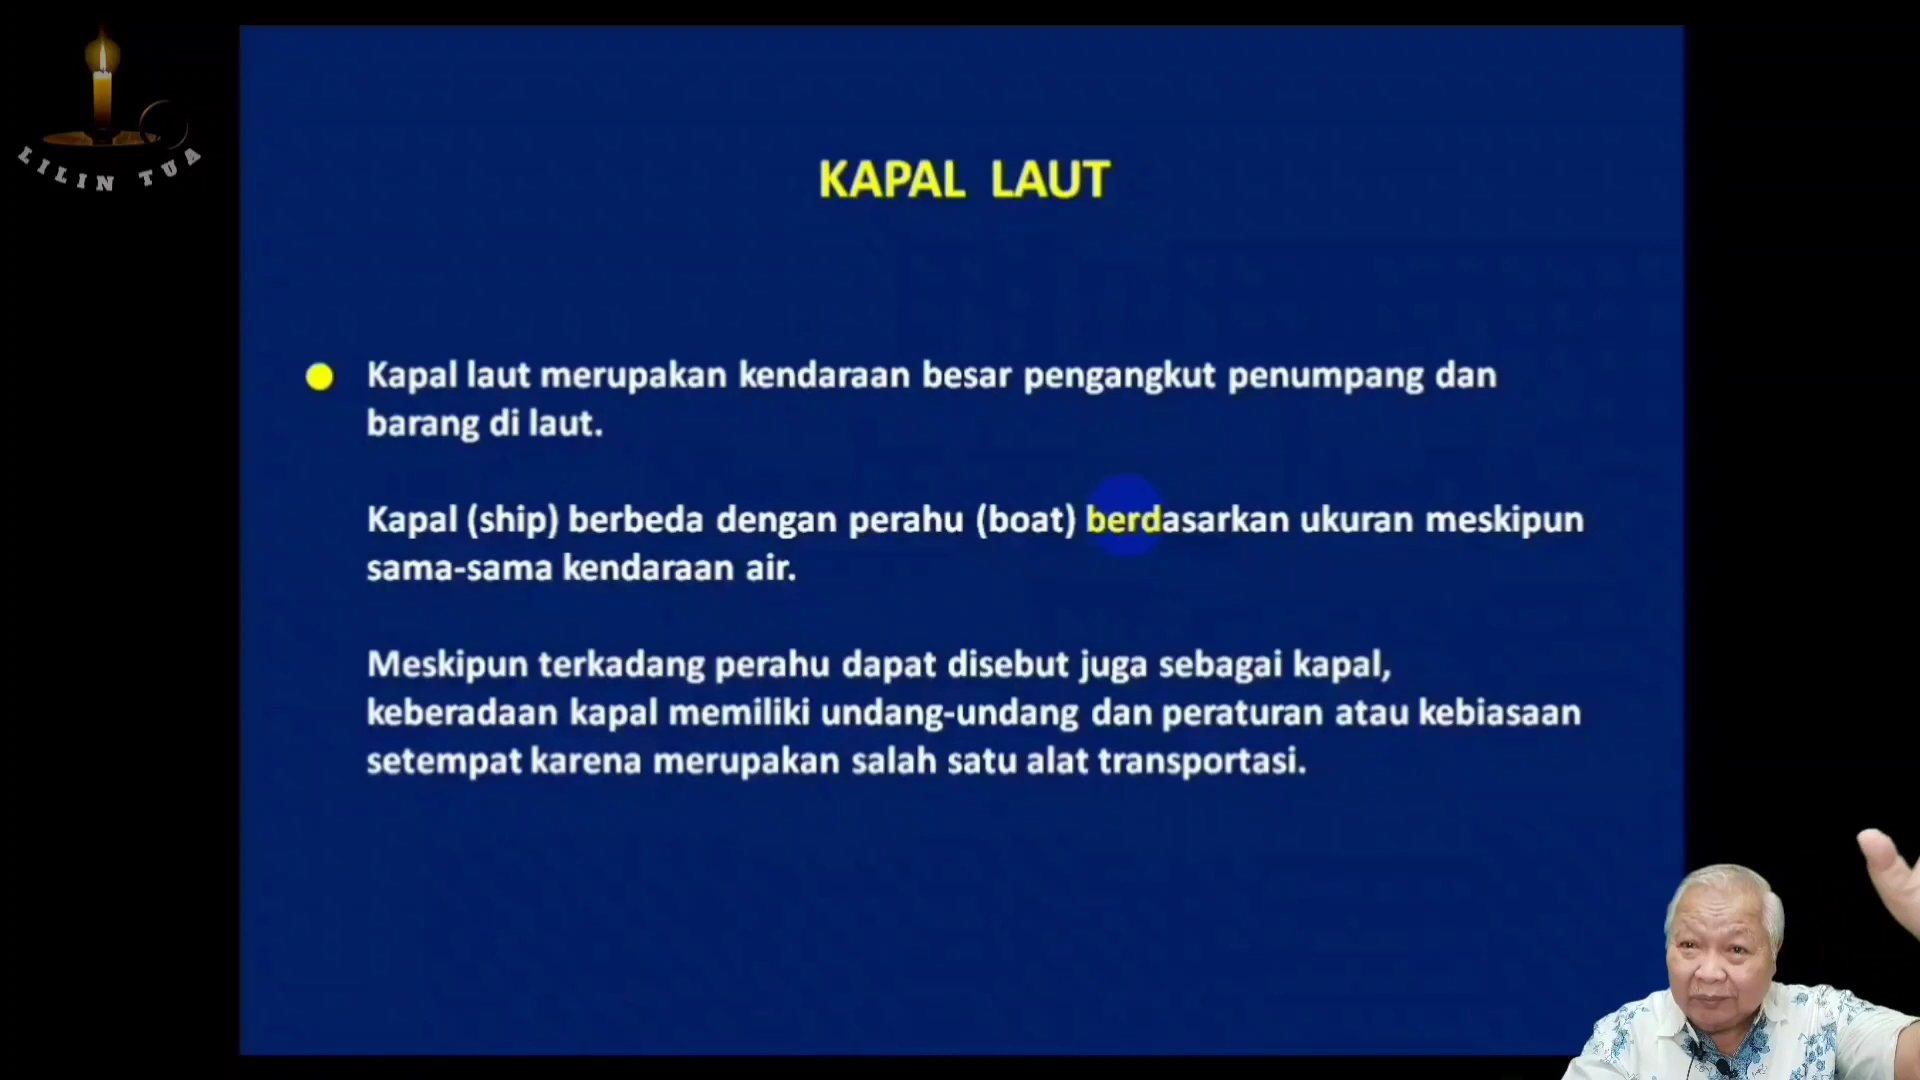 LILIN TUA
KAPAL LAUT
Kapal laut merupakan kendaraan besar pengangkut penumpang dan
barang di laut.
Kapal (ship) berbeda dengan perahu (boat) berdasarkan ukuran meskipun
sama-sama kendaraan air.
Meskipun terkadang perahu dapat disebut juga sebagai kapal,
keberadaan kapal memiliki undang-undang dan peraturan atau kebiasaan
setempat karena merupakan salah satu alat transportasi.